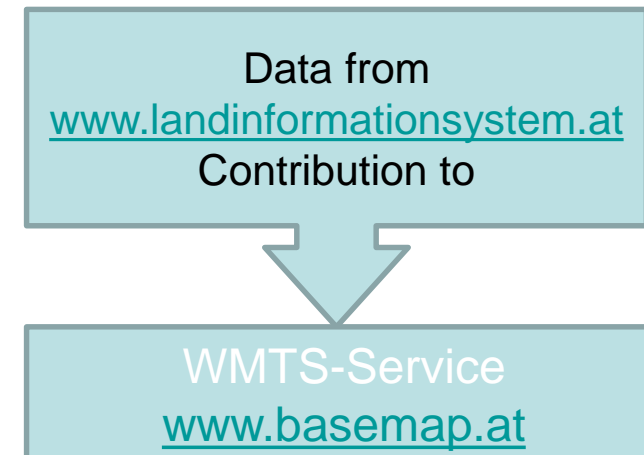 Data from
www.landinformationsystem.at
Contribution to
WMTS-Service
www.basemap.at